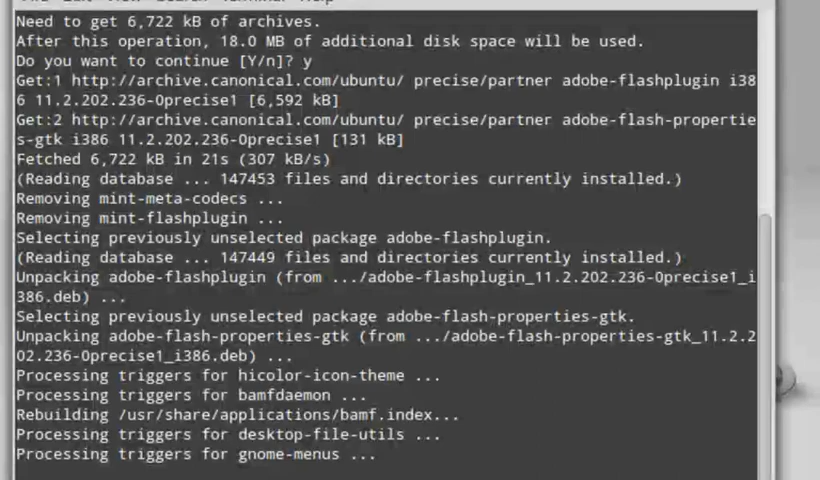 Need to get 6,722 kB of archives.
After this operation, 18.0 MB of additional disk space will be used.
Do you want to continue [Y/n]? y
Get:1 http://archive.canonical.com/ubuntu/ precise/partner adobe-flashplugin i38
6 11.2.202.236-0precise1 [6,592 kB]
Get:2 http://archive.canonical.com/ubuntu/ precise/partner adobe-flash-propertie
s-gtk i386 11.2.202.236-0precise1 [131 kB]
Fetched 6,722 kB in 21s (307 kB/s)
(Reading database ... 147453 files and directories currently installed.)
Removing mint-meta-codecs ...
Removing mint-flashplugin ...
Selecting previously unselected package adobe-flashplugin.
(Reading database ... 147449 files and directories currently installed.)
Unpacking adobe-flashplugin (from .../adobe-flashplugin_11.2.202.236-0precise1_i
386.deb) ...
Selecting previously unselected package adobe-flash-properties-gtk.
Unpacking adobe-flash-properties-gtk (from .../adobe-flash-properties-gtk_11.2.2
02.236-0precise1_i386.deb) ...
Processing triggers for hicolor-icon-theme ...
Processing triggers for bamfdaemon ...
Rebuilding /usr/share/applications/bamf.index...
Processing triggers for desktop-file-utils ...
Processing triggers for gnome-menus ...